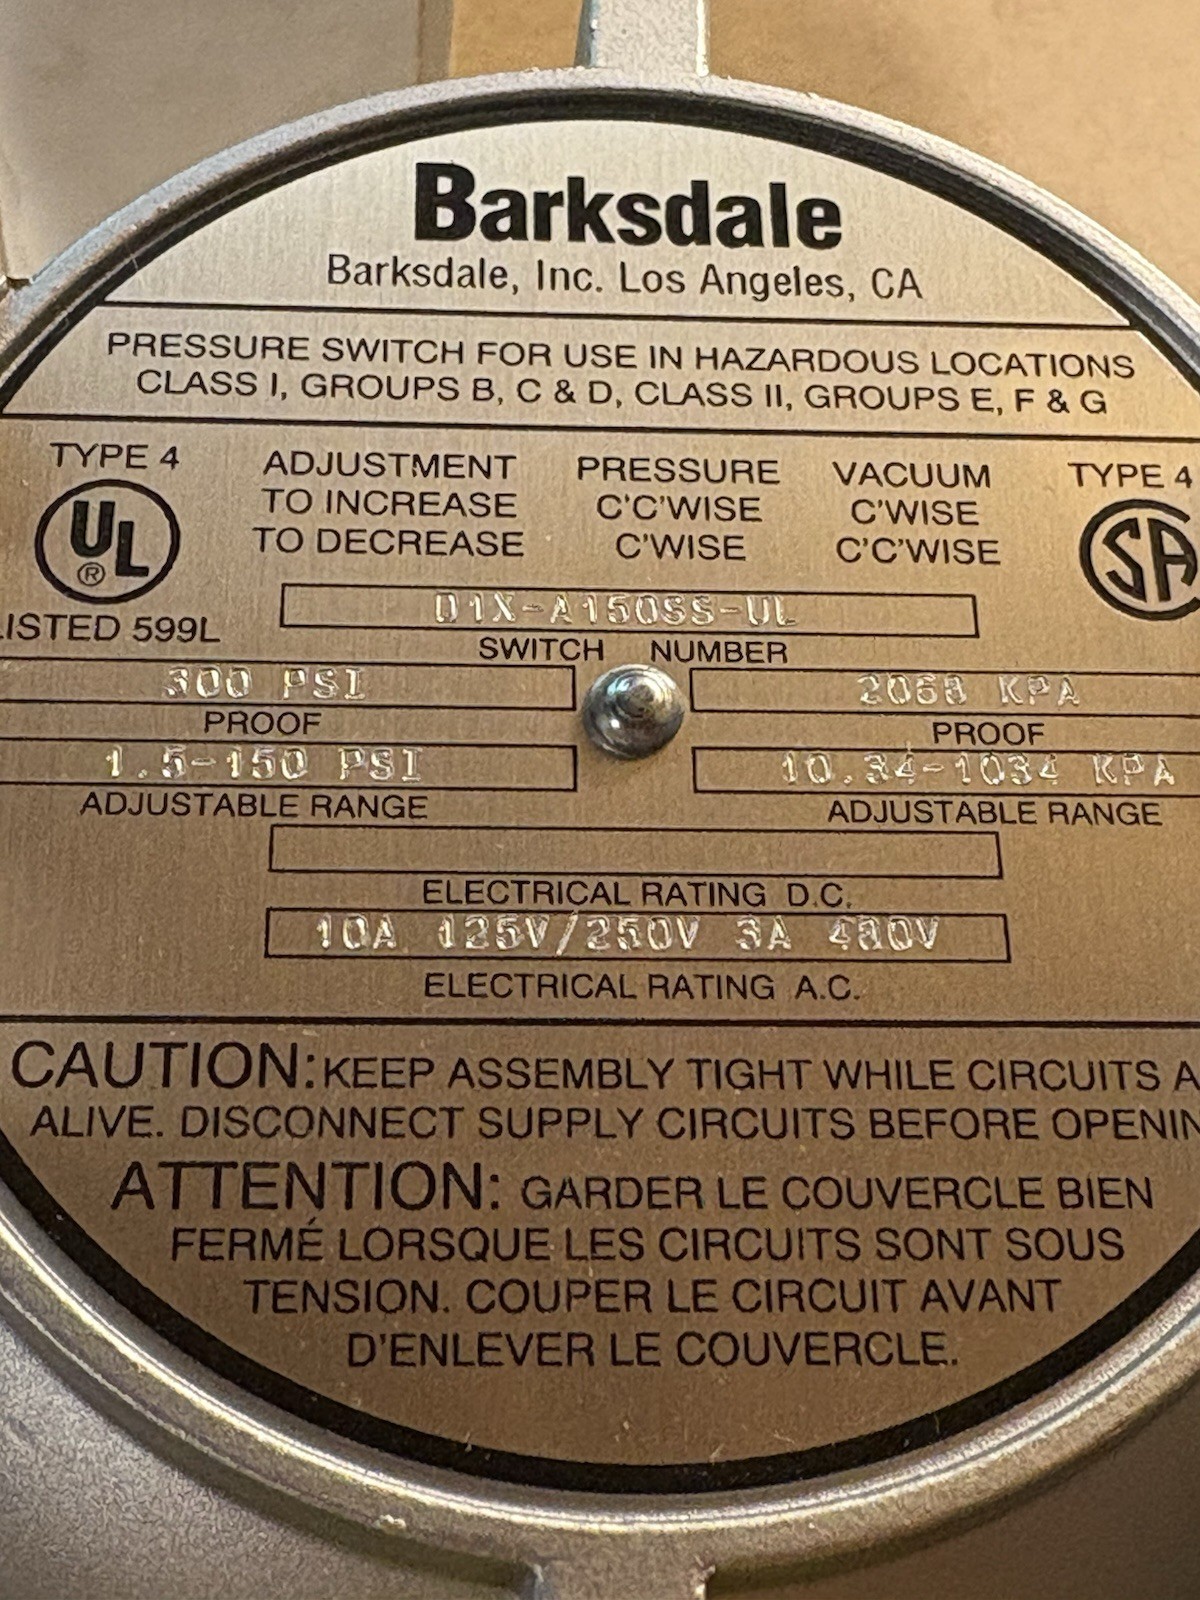 Barksdale
Barksdale, Inc. Los Angeles, CA
PRESSURE SWITCH FOR USE IN HAZARDOUS LOCATIONS
CLASS I, GROUPS B, C & D, CLASS II, GROUPS E, F & G
TYPE 4
UL
®
LISTED 599L
ADJUSTMENT PRESSURE VACUUM
TO INCREASE C'C'WISE C'WISE
TO DECREASE C'WISE C'C'WISE
TYPE 4
SA
D1X-A150SS-UL
SWITCH NUMBER
300 PSI 2068 KPA
PROOF PROOF
1.5-150 PSI 10.34-1034 KPA
ADJUSTABLE RANGE ADJUSTABLE RANGE
ELECTRICAL RATING D.C.
10A 125V/250V 3A 480V
ELECTRICAL RATING A.C.
CAUTION: KEEP ASSEMBLY TIGHT WHILE CIRCUITS A
ALIVE. DISCONNECT SUPPLY CIRCUITS BEFORE OPENIN
ATTENTION: GARDER LE COUVERCLE BIEN
FERMÉ LORSQUE LES CIRCUITS SONT SOUS
TENSION. COUPER LE CIRCUIT AVANT
D'ENLEVER LE COUVERCLE.